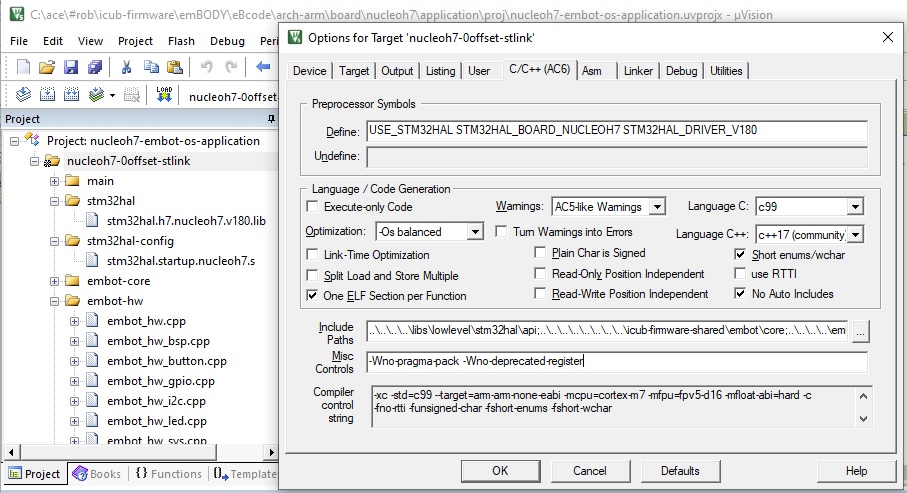 C:\ace\#rob\icub-firmware\emBODY\eBcode\arch-arm\board\nucleoh7\application\proj\nucleoh7-embot-os-application.uvprojx - µVision
File Edit View Project Flash Debug Peri
LOAD
nucleoh7-0offset-
Project
Project: nucleoh7-embot-os-application
nucleoh7-0offset-stlink
main
stm32hal
stm32hal.h7.nucleoh7.v180.lib
stm32hal-config
stm32hal.startup.nucleoh7.s
embot-core
embot-hw
embot_hw.cpp
embot_hw_bsp.cpp
embot_hw_button.cpp
embot_hw_gpio.cpp
embot_hw_i2c.cpp
embot_hw_led.cpp
embot_hw_sys.cpp
Project Books {} Functions Template
Options for Target 'nucleoh7-0offset-stlink'
Device Target Output Listing User C/C++ (AC6) Asm Linker Debug Utilities
Preprocessor Symbols
Define: USE_STM32HAL STM32HAL_BOARD_NUCLEOH7 STM32HAL_DRIVER_V180
Undefine:
Language / Code Generation
Execute-only Code Warnings: AC5-like Warnings Language C: c99
Optimization: -Os balanced Turn Warnings into Errors Language C++: c++17 (community)
Link-Time Optimization Plain Char is Signed Short enums/wchar
Split Load and Store Multiple Read-Only Position Independent use RTTI
One ELF Section per Function Read-Write Position Independent No Auto Includes
Include Paths ..\..\..\..\libs\lowlevel\stm32hal\api;..\..\..\..\..\..\..\..\icub-firmware-shared\embot\core;..\..\..\..\em ...
Misc Controls -Wno-pragma-pack -Wno-deprecated-register
Compiler control string -xc -std=c99 --target=arm-arm-none-eabi -mcpu=cortex-m7 -mfpu=fpv5-d16 -mfloat-abi=hard -c
-fno-rtti -funsigned-char -fshort-enums -fshort-wchar
OK Cancel Defaults Help